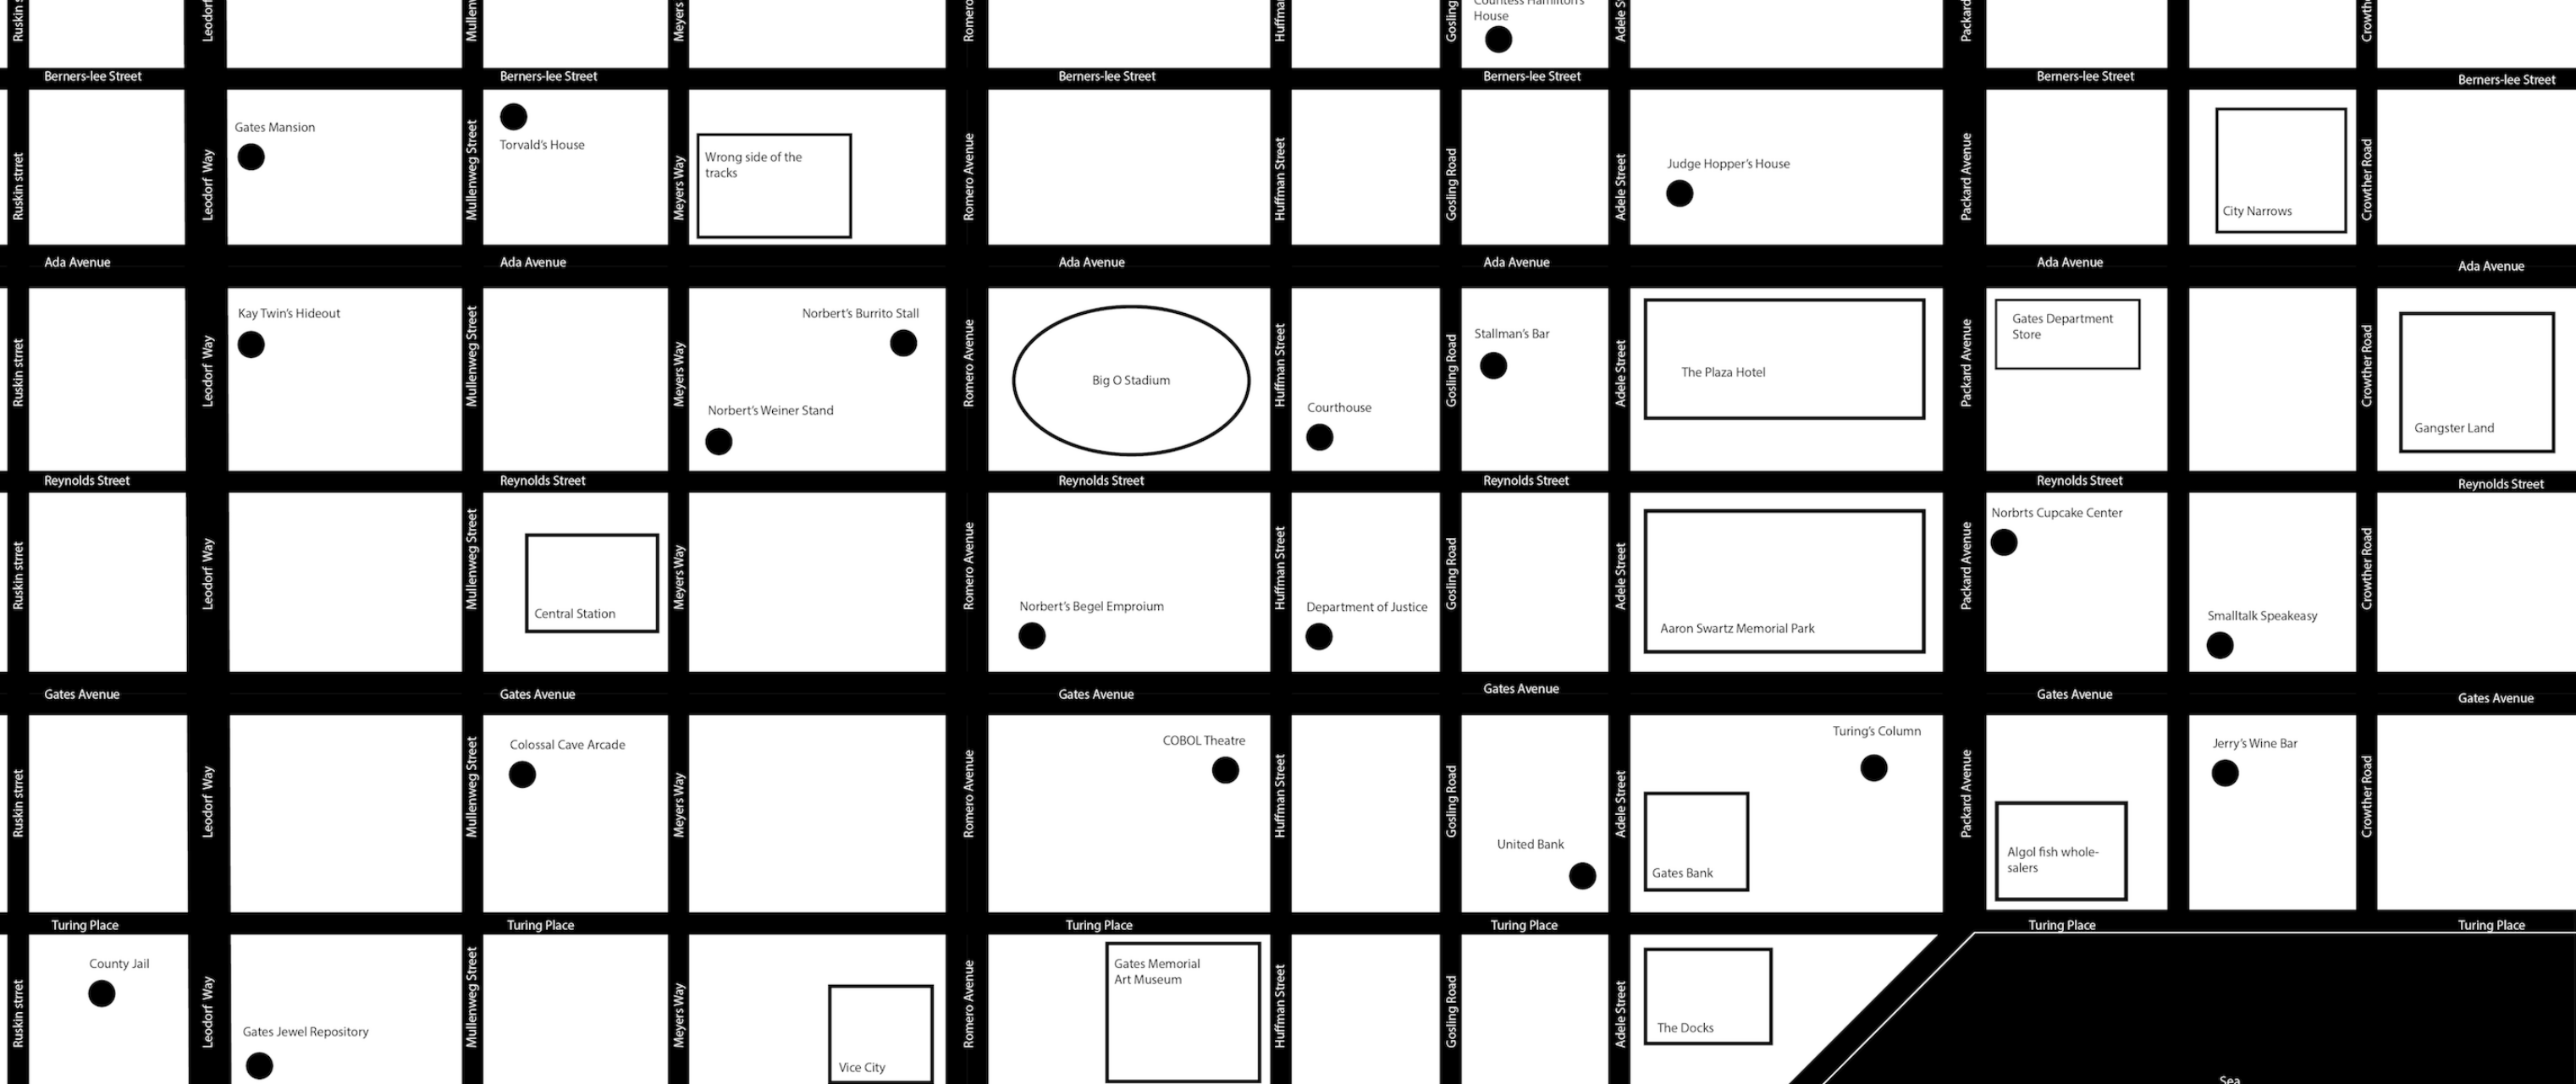 Ruskin s
Leodorf
Mullenw
Meyers
Romero
Huffma
Gosling
Countess Hamilton's
House
Adele S
Packard
Crowthe
Berners-lee Street
Berners-lee Street
Berners-lee Street
Berners-lee Street
Berners-lee Street
Berners-lee Street
Ruskin strret
Leodorf Way
Gates Mansion
Mullenweg Street
Torvald's House
Meyers Way
Wrong side of the
tracks
Romero Avenue
Huffman Street
Gosling Road
Adele Street
Judge Hopper's House
Packard Avenue
City Narrows
Crowther Road
Ada Avenue
Ada Avenue
Ada Avenue
Ada Avenue
Ada Avenue
Ada Avenue
Ruskin strret
Leodorf Way
Kay Twin's Hideout
Mullenweg Street
Meyers Way
Norbert's Burrito Stall
Norbert's Weiner Stand
Romero Avenue
Big O Stadium
Huffman Street
Courthouse
Gosling Road
Stallman's Bar
Adele Street
The Plaza Hotel
Packard Avenue
Gates Department
Store
Crowther Road
Gangster Land
Reynolds Street
Reynolds Street
Reynolds Street
Reynolds Street
Reynolds Street
Reynolds Street
Ruskin strret
Leodorf Way
Mullenweg Street
Central Station
Meyers Way
Romero Avenue
Norbert's Begel Emproium
Huffman Street
Department of Justice
Gosling Road
Adele Street
Aaron Swartz Memorial Park
Packard Avenue
Norbrts Cupcake Center
Smalltalk Speakeasy
Crowther Road
Gates Avenue
Gates Avenue
Gates Avenue
Gates Avenue
Gates Avenue
Gates Avenue
Ruskin strret
Leodorf Way
Mullenweg Street
Colossal Cave Arcade
Meyers Way
Romero Avenue
COBOL Theatre
Huffman Street
Gosling Road
United Bank
Adele Street
Gates Bank
Turing's Column
Packard Avenue
Algol fish whole-
salers
Jerry's Wine Bar
Crowther Road
Turing Place
Turing Place
Turing Place
Turing Place
Turing Place
Turing Place
Ruskin strret
County Jail
Leodorf Way
Gates Jewel Repository
Mullenweg Street
Meyers Way
Vice City
Romero Avenue
Gates Memorial
Art Museum
Huffman Street
Gosling Road
Adele Street
The Docks
Sea